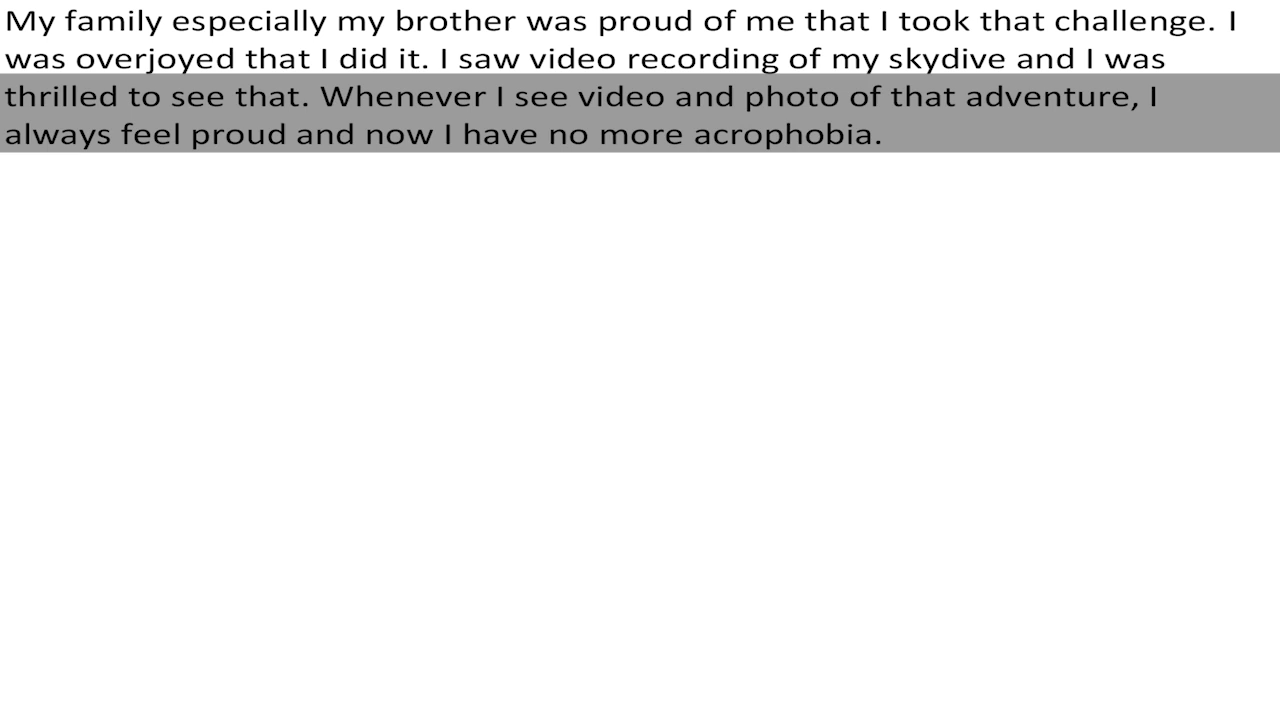 My family especially my brother was proud of me that I took that challenge. I
was overjoyed that I did it. I saw video recording of my skydive and I was
thrilled to see that. Whenever I see video and photo of that adventure, I
always feel proud and now I have no more acrophobia.